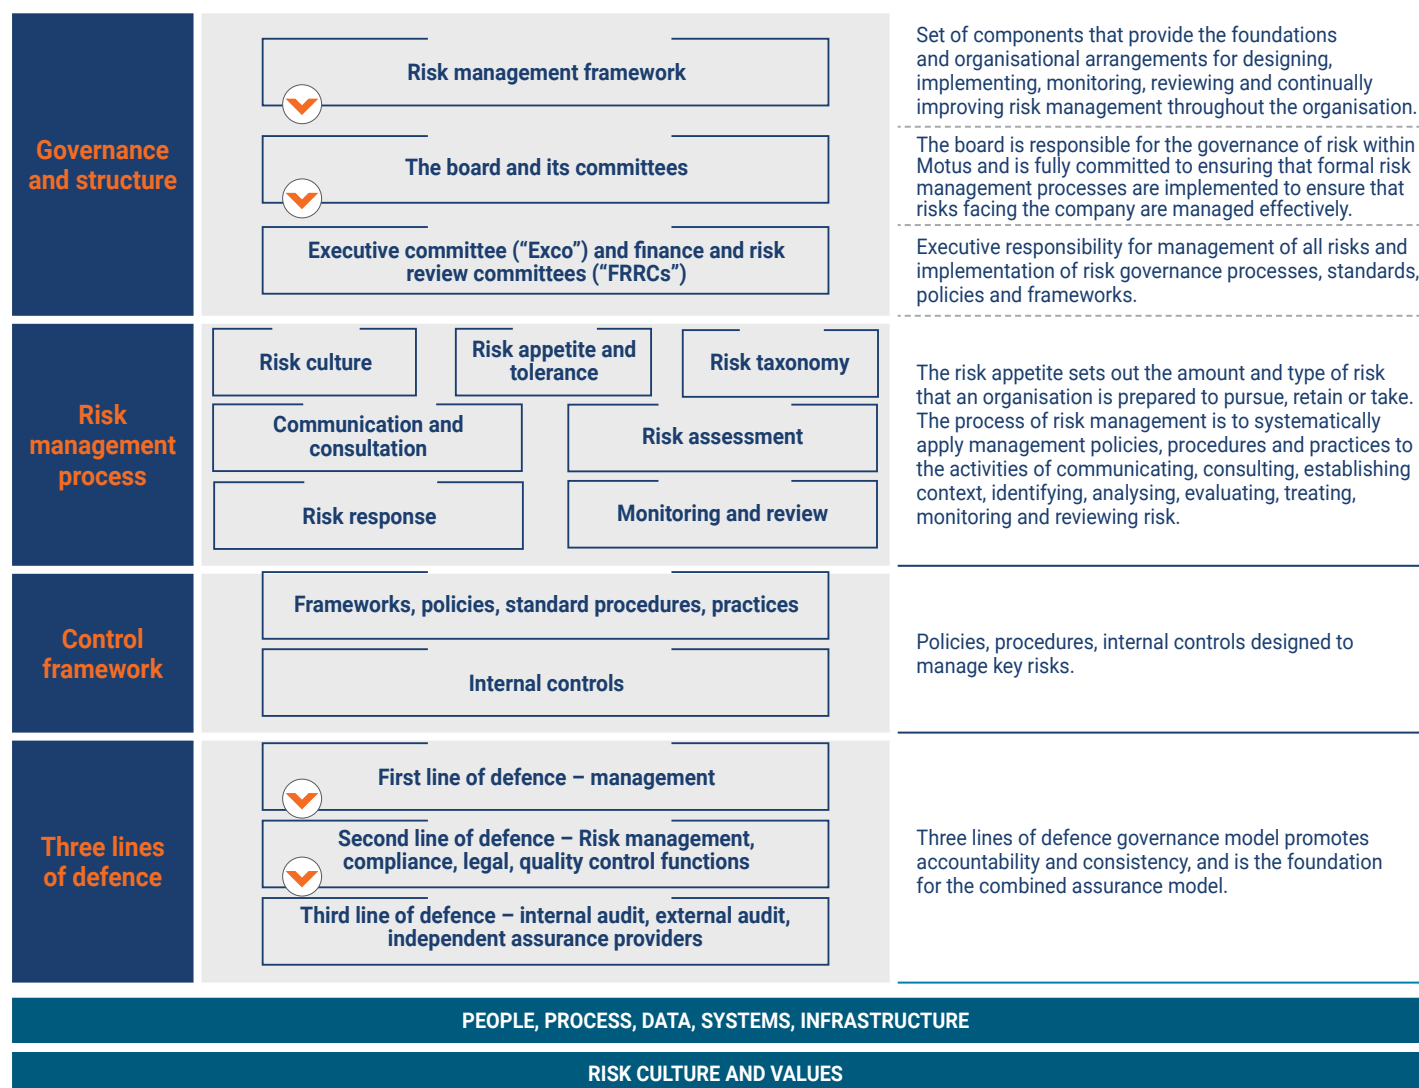 Governance
and structure
Risk management framework
Set of components that provide the foundations
and organisational arrangements for designing,
implementing, monitoring, reviewing and continually
improving risk management throughout the organisation.
The board and its committees
The board is responsible for the governance of risk within
Motus and is fully committed to ensuring that formal risk
management processes are implemented to ensure that
risks facing the company are managed effectively.
Executive committee (“Exco”) and finance and risk
review committees (“FRRCs”)
Executive responsibility for management of all risks and
implementation of risk governance processes, standards,
policies and frameworks.
Risk
management
process
Risk culture
Risk appetite and
tolerance
Risk taxonomy
Communication and
consultation
Risk assessment
Risk response
Monitoring and review
The risk appetite sets out the amount and type of risk
that an organisation is prepared to pursue, retain or take.
The process of risk management is to systematically
apply management policies, procedures and practices to
the activities of communicating, consulting, establishing
context, identifying, analysing, evaluating, treating,
monitoring and reviewing risk.
Control
framework
Frameworks, policies, standard procedures, practices
Internal controls
Policies, procedures, internal controls designed to
manage key risks.
Three lines
of defence
First line of defence – management
Second line of defence – Risk management,
compliance, legal, quality control functions
Third line of defence – internal audit, external audit,
independent assurance providers
Three lines of defence governance model promotes
accountability and consistency, and is the foundation
for the combined assurance model.
PEOPLE, PROCESS, DATA, SYSTEMS, INFRASTRUCTURE
RISK CULTURE AND VALUES